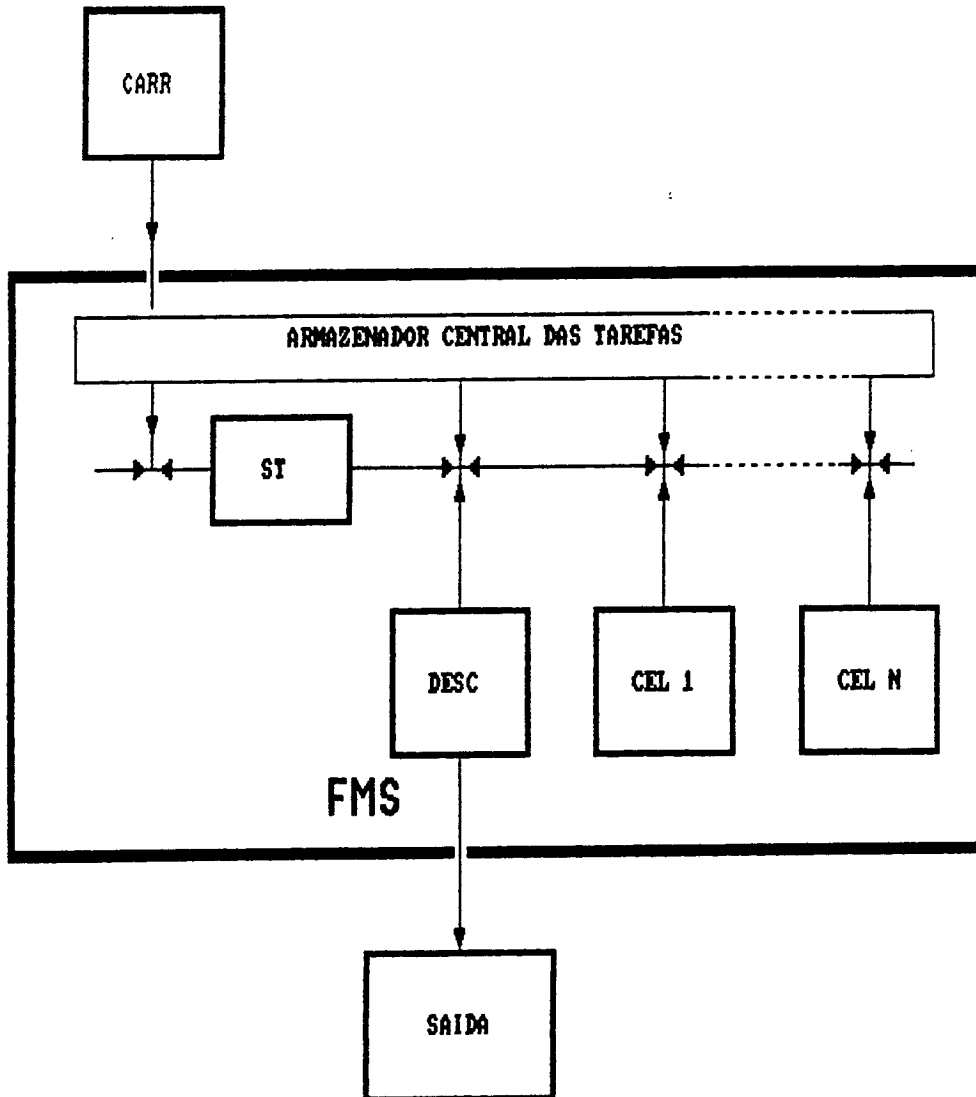 CARR
ARMAZENADOR CENTRAL DAS TAREFAS
ST
DESC
CEL 1
CEL N
FMS
SAIDA